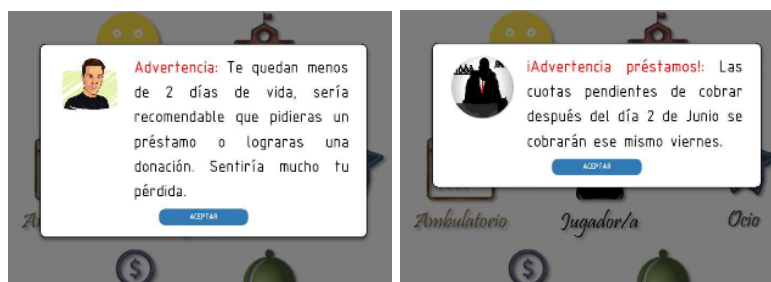 Advertencia: Te quedan menos
de 2 días de vida, sería
recomendable que pidieras un
préstamo o lograras una
donación. Sentiría mucho tu
pérdida.
ACEPTAR
¡Advertencia préstamos!: Las
cuotas pendientes de cobrar
después del día 2 de Junio se
cobrarán ese mismo viernes.
ACEPTAR
Ambulatorio
Jugador/a
Ocio
$
$